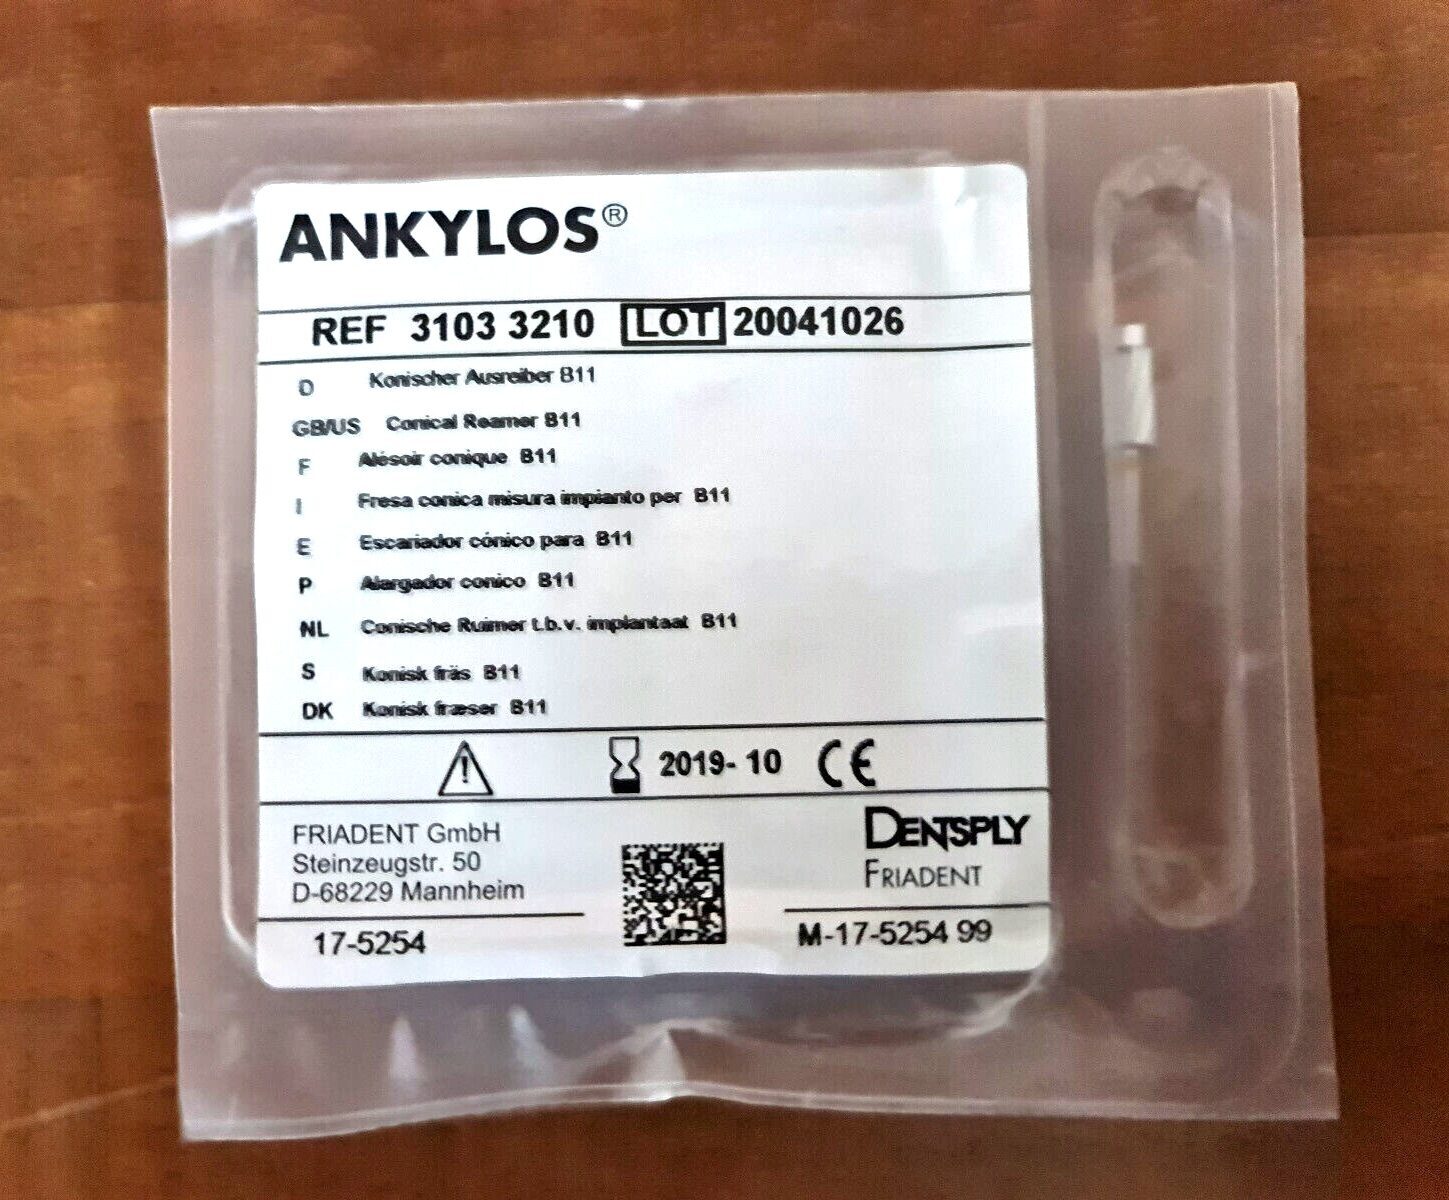 ANKYLOS®
REF 3103 3210 LOT 20041026
D Konischer Ausreiber B11
GB/US Conical Reamer B11
F Alésoir conique B11
I Fresa conica misura impianto per B11
E Escariador cónico para B11
P Alargador conico B11
NL Conische Ruimer t.b.v. implantaat B11
S Konisk fräs B11
DK Konisk fræser B11
2019-10 CE
FRIADENT GmbH
Steinzeugstr. 50
D-68229 Mannheim
17-5254
DENTSPLY
FRIADENT
M-17-5254 99